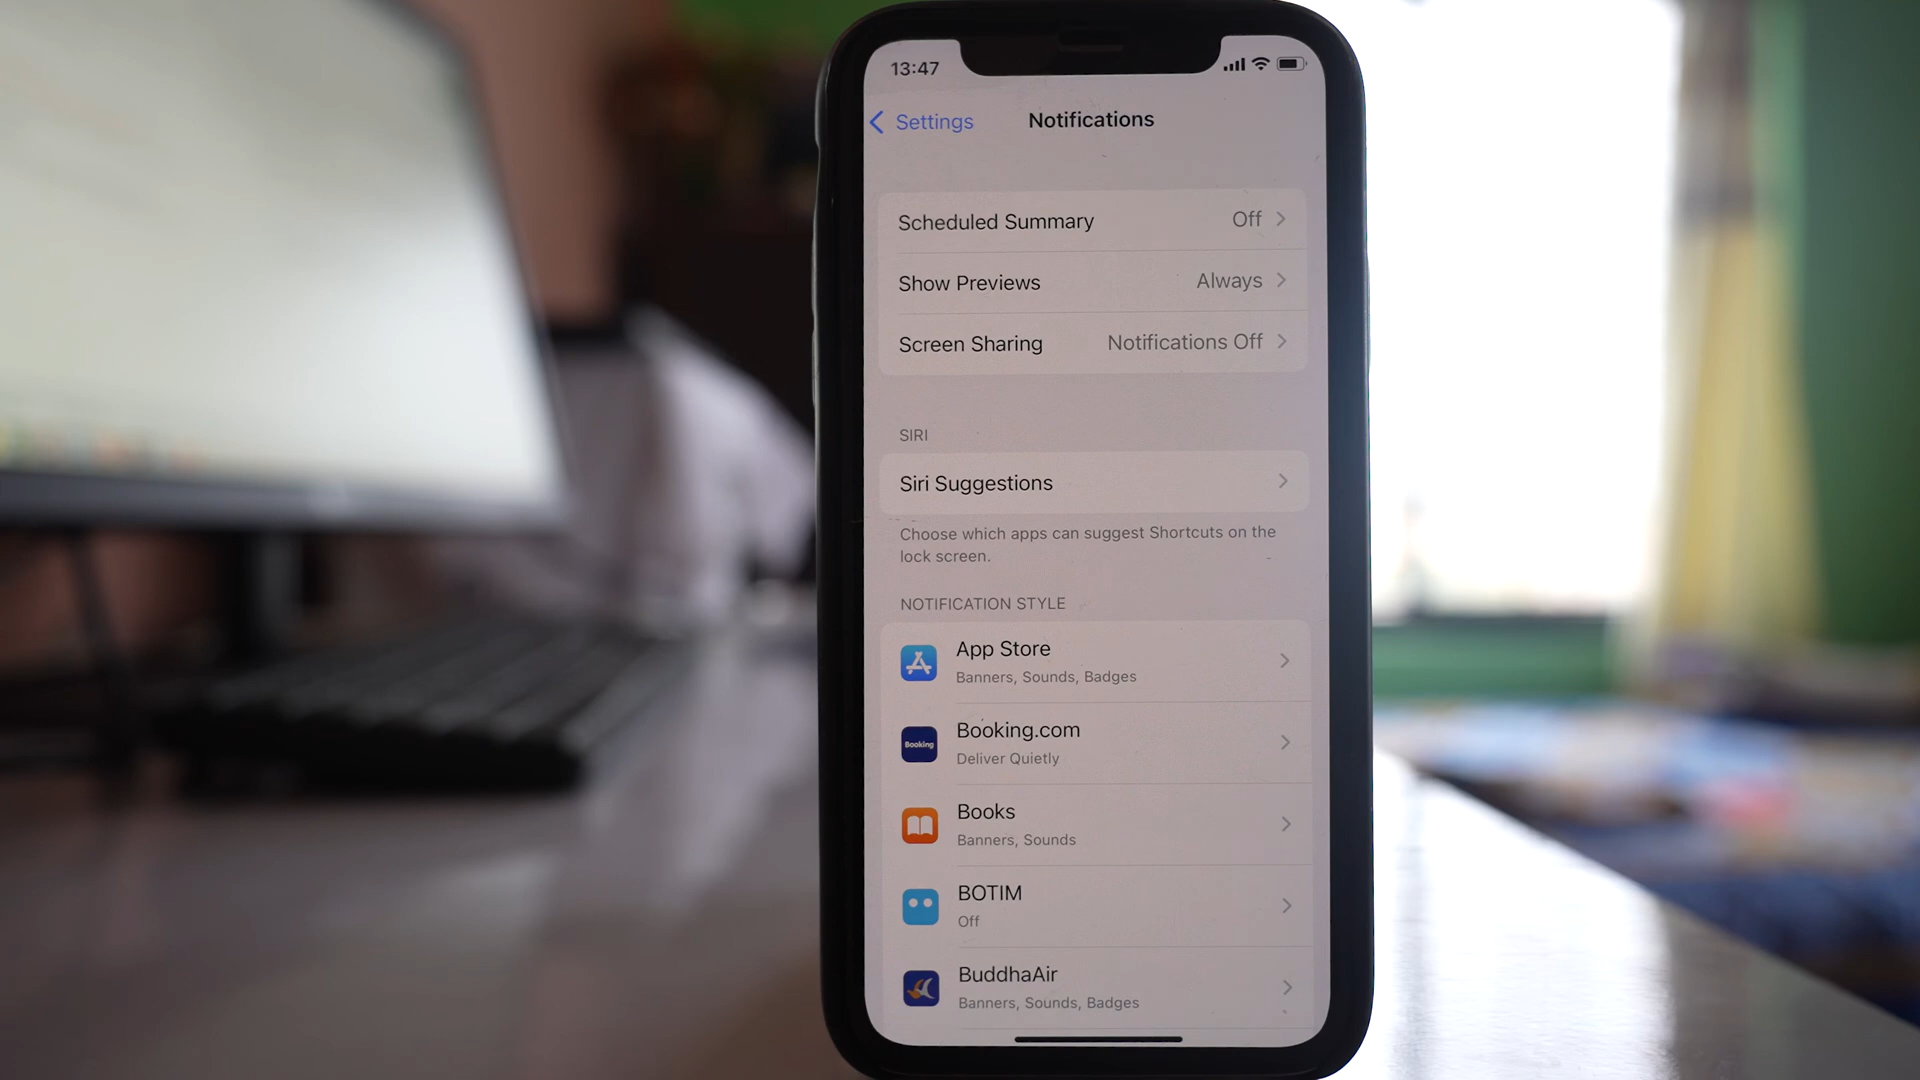 13:47
Settings
Notifications
Scheduled Summary Off
Show Previews Always
Screen Sharing Notifications Off
SIRI
Siri Suggestions
Choose which apps can suggest Shortcuts on the
lock screen.
NOTIFICATION STYLE
App Store
Banners, Sounds, Badges
Booking
Booking.com
Deliver Quietly
Books
Banners, Sounds
BOTIM
Off
BuddhaAir
Banners, Sounds, Badges